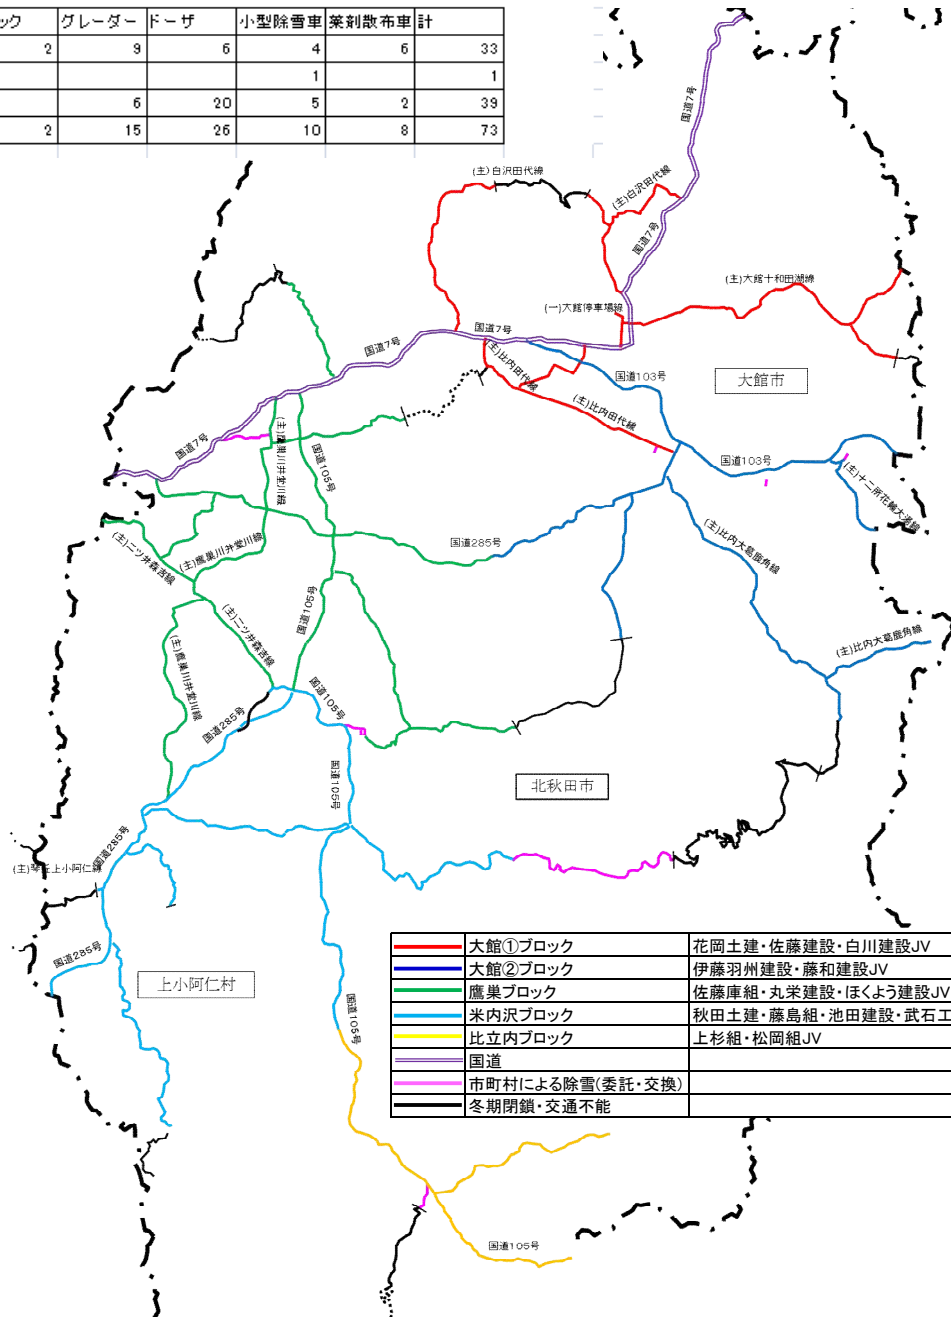 ック グレーダー ドーザ 小型除雪車 薬剤散布車 計
2 9 6 4 6 33
1 1
6 20 5 2 39
2 15 26 10 8 73
国道7号
(主)白沢田代線
(主)白沢田代線
国道7号
(主)大館十和田湖線
(一)大館停車場線
国道7号
国道7号
(主)比内田代線
国道103号
大館市
(主)比内田代線
国道7号
(主)鷹巣川井堂川線
国道105号
国道103号
(主)十二所花輪大湯線
(主)二ツ井森吉線
(主)鷹巣川井堂川線
国道285号
(主)比内大葛鹿角線
国道105号
(主)二ツ井森吉線
(主)鷹巣川井堂川線
(主)比内大葛鹿角線
国道105号
国道285号
国道105号
北秋田市
国道285号
(主)琴丘上小阿仁線
国道285号
上小阿仁村
国道105号
大館①ブロック 花岡土建・佐藤建設・白川建設JV
大館②ブロック 伊藤羽州建設・藤和建設JV
鷹巣ブロック 佐藤庫組・丸栄建設・ほくよう建設JV
米内沢ブロック 秋田土建・藤島組・池田建設・武石工
比立内ブロック 上杉組・松岡組JV
国道
市町村による除雪(委託・交換)
冬期閉鎖・交通不能
国道105号